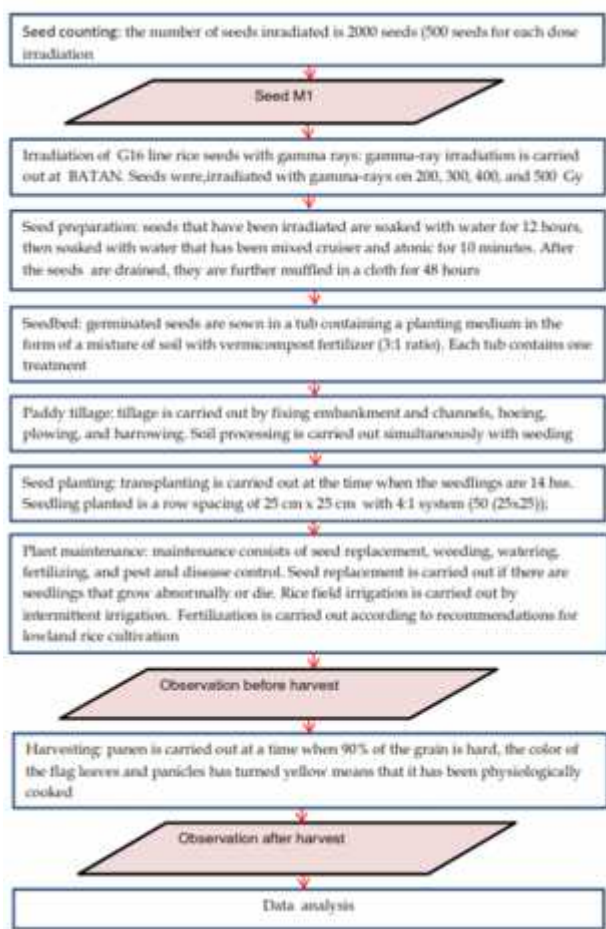 Seed counting: the number of seeds inradiated is 2000 seeds (500 seeds for each dose
irradiation
Seed M1
Irradiation of G16 line rice seeds with gamma rays: gamma-ray irradiation is carried
out at BATAN. Seeds were,irradiated with gamma-rays on 200, 300, 400, and 500 Gy
Seed preparation: seeds that have been irradiated are soaked with water for 12 hours,
then soaked with water that has been mixed cruiser and atonic for 10 minutes. After
the seeds are drained, they are further muffled in a cloth for 48 hours
Seedbed: germinated seeds are sown in a tub containing a planting medium in the
form of a mixture of soil with vermicompost fertilizer (3:1 ratio). Each tub contains one
treatment
Paddy tillage: tillage is carried out by fixing embankment and channels, hoeing,
plowing, and harrowing. Soil processing is carried out simultaneously with seeding
Seed planting: transplanting is carried out at the time when the seedlings are 14 hss.
Seedling planted is a row spacing of 25 cm x 25 cm with 4:1 system (50 (25x25));
Plant maintenance: maintenance consists of seed replacement, weeding, watering,
fertilizing, and pest and disease control. Seed replacement is carried out if there are
seedlings that grow abnormally or die. Rice field irrigation is carried out by
intermittent irrigation. Fertilization is carried out according to recommendations for
lowland rice cultivation
Observation before harvest
Harvesting: panen is carried out at a time when 90% of the grain is hard, the color of
the flag leaves and panicles has turned yellow means that it has been physiologically
cooked
Observation after harvest
Data analysis